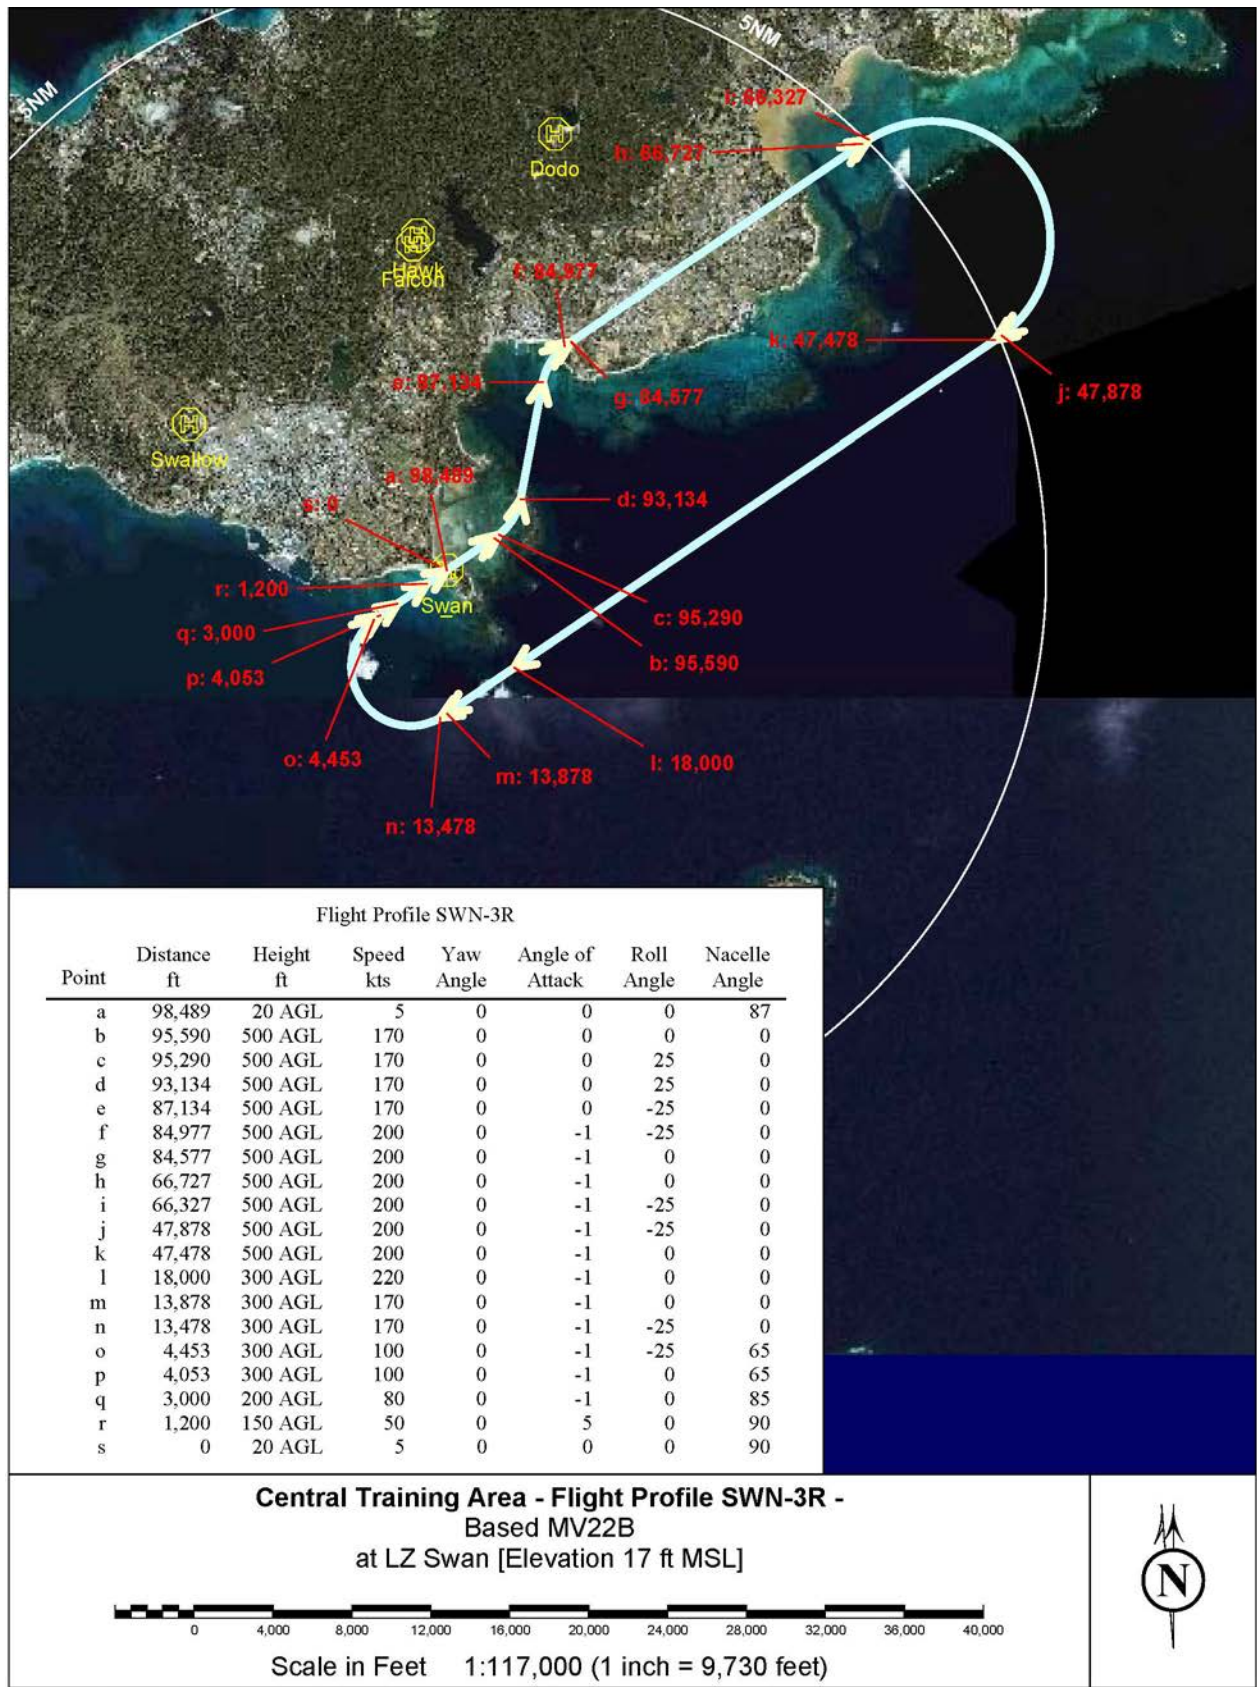 5NM
5NM
i: 66,327
h: 66,727
Dodo
Hawk
Falcon
f: 84,977
k: 47,478
e: 87,134
g: 84,577
j: 47,878
Swallow
a: 98,489
s: 0
d: 93,134
r: 1,200
Swan
c: 95,290
q: 3,000
b: 95,590
p: 4,053
o: 4,453
l: 18,000
m: 13,878
n: 13,478
Flight Profile SWN-3R
Point Distance ft Height ft Speed kts Yaw Angle Angle of Attack Roll Angle Nacelle Angle
a 98,489 20 AGL 5 0 0 0 87
b 95,590 500 AGL 170 0 0 0 0
c 95,290 500 AGL 170 0 0 25 0
d 93,134 500 AGL 170 0 0 25 0
e 87,134 500 AGL 170 0 0 -25 0
f 84,977 500 AGL 200 0 -1 -25 0
g 84,577 500 AGL 200 0 -1 0 0
h 66,727 500 AGL 200 0 -1 0 0
i 66,327 500 AGL 200 0 -1 -25 0
j 47,878 500 AGL 200 0 -1 -25 0
k 47,478 500 AGL 200 0 -1 0 0
l 18,000 300 AGL 220 0 -1 0 0
m 13,878 300 AGL 170 0 -1 0 0
n 13,478 300 AGL 170 0 -1 -25 0
o 4,453 300 AGL 100 0 -1 -25 65
p 4,053 300 AGL 100 0 -1 0 65
q 3,000 200 AGL 80 0 -1 0 85
r 1,200 150 AGL 50 0 5 0 90
s 0 20 AGL 5 0 0 0 90
Central Training Area - Flight Profile SWN-3R -
Based MV22B
at LZ Swan [Elevation 17 ft MSL]
0 4,000 8,000 12,000 16,000 20,000 24,000 28,000 32,000 36,000 40,000
Scale in Feet 1:117,000 (1 inch = 9,730 feet)
N